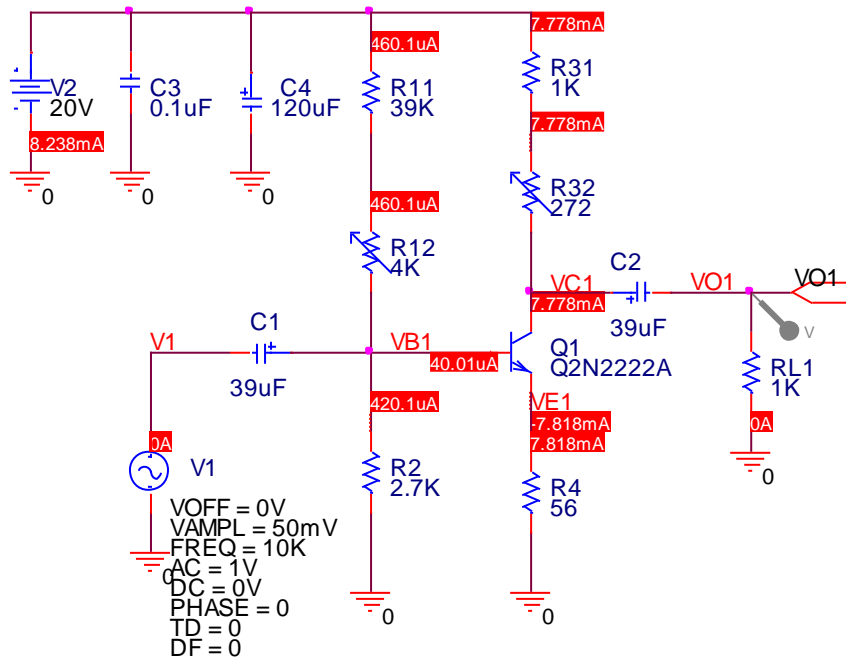 7.778mA
460.1uA
V2
20V
8.238mA
0
C3
0.1uF
0
C4
120uF
0
R11
39K
R31
1K
7.778mA
460.1uA
R12
4K
R32
272
VC1
7.778mA
C2
39uF
VO1
VO1
V
V1
C1
39uF
VB1
40.01uA
Q1
Q2N2222A
RL1
1K
0A
0
420.1uA
VE1
-7.818mA
7.818mA
0A
V1
R2
2.7K
R4
56
VOFF = 0V
VAMPL = 50mV
FREQ = 10K
AC = 1V
0
DC = 0V
PHASE = 0
TD = 0
DF = 0
0
0